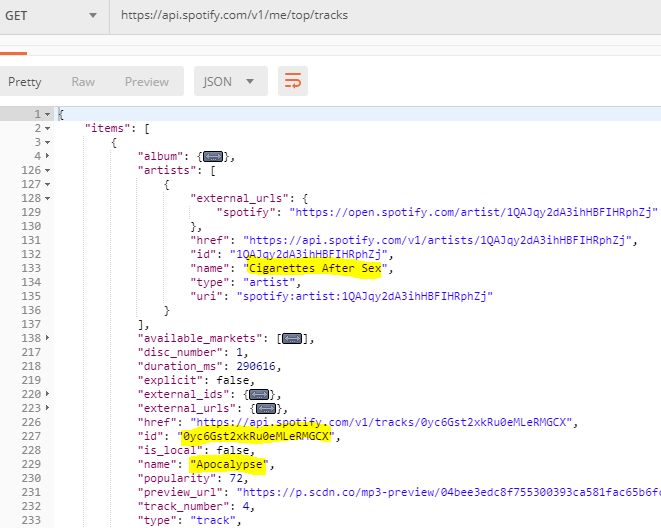 GET https://api.spotify.com/v1/me/top/tracks
Pretty Raw Preview JSON
1 {
2 "items": [
3 {
4 "album": {},
126 "artists": [
127 {
128 "external_urls": {
129 "spotify": "https://open.spotify.com/artist/1QAJqy2dA3ihHBFIHRphZj"
130 },
131 "href": "https://api.spotify.com/v1/artists/1QAJqy2dA3ihHBFIHRphZj",
132 "id": "1QAJqy2dA3ihHBFIHRphZj",
133 "name": "Cigarettes After Sex",
134 "type": "artist",
135 "uri": "spotify:artist:1QAJqy2dA3ihHBFIHRphZj"
136 }
137 ],
138 "available_markets": [],
217 "disc_number": 1,
218 "duration_ms": 290616,
219 "explicit": false,
220 "external_ids": {},
223 "external_urls": {},
226 "href": "https://api.spotify.com/v1/tracks/0yc6Gst2xkRu0eMLeRMGCX",
227 "id": "0yc6Gst2xkRu0eMLeRMGCX",
228 "is_local": false,
229 "name": "Apocalypse",
230 "popularity": 72,
231 "preview_url": "https://p.scdn.co/mp3-preview/04bee3edc8f755300393ca581fac65b6fc
232 "track_number": 4,
233 "type": "track",